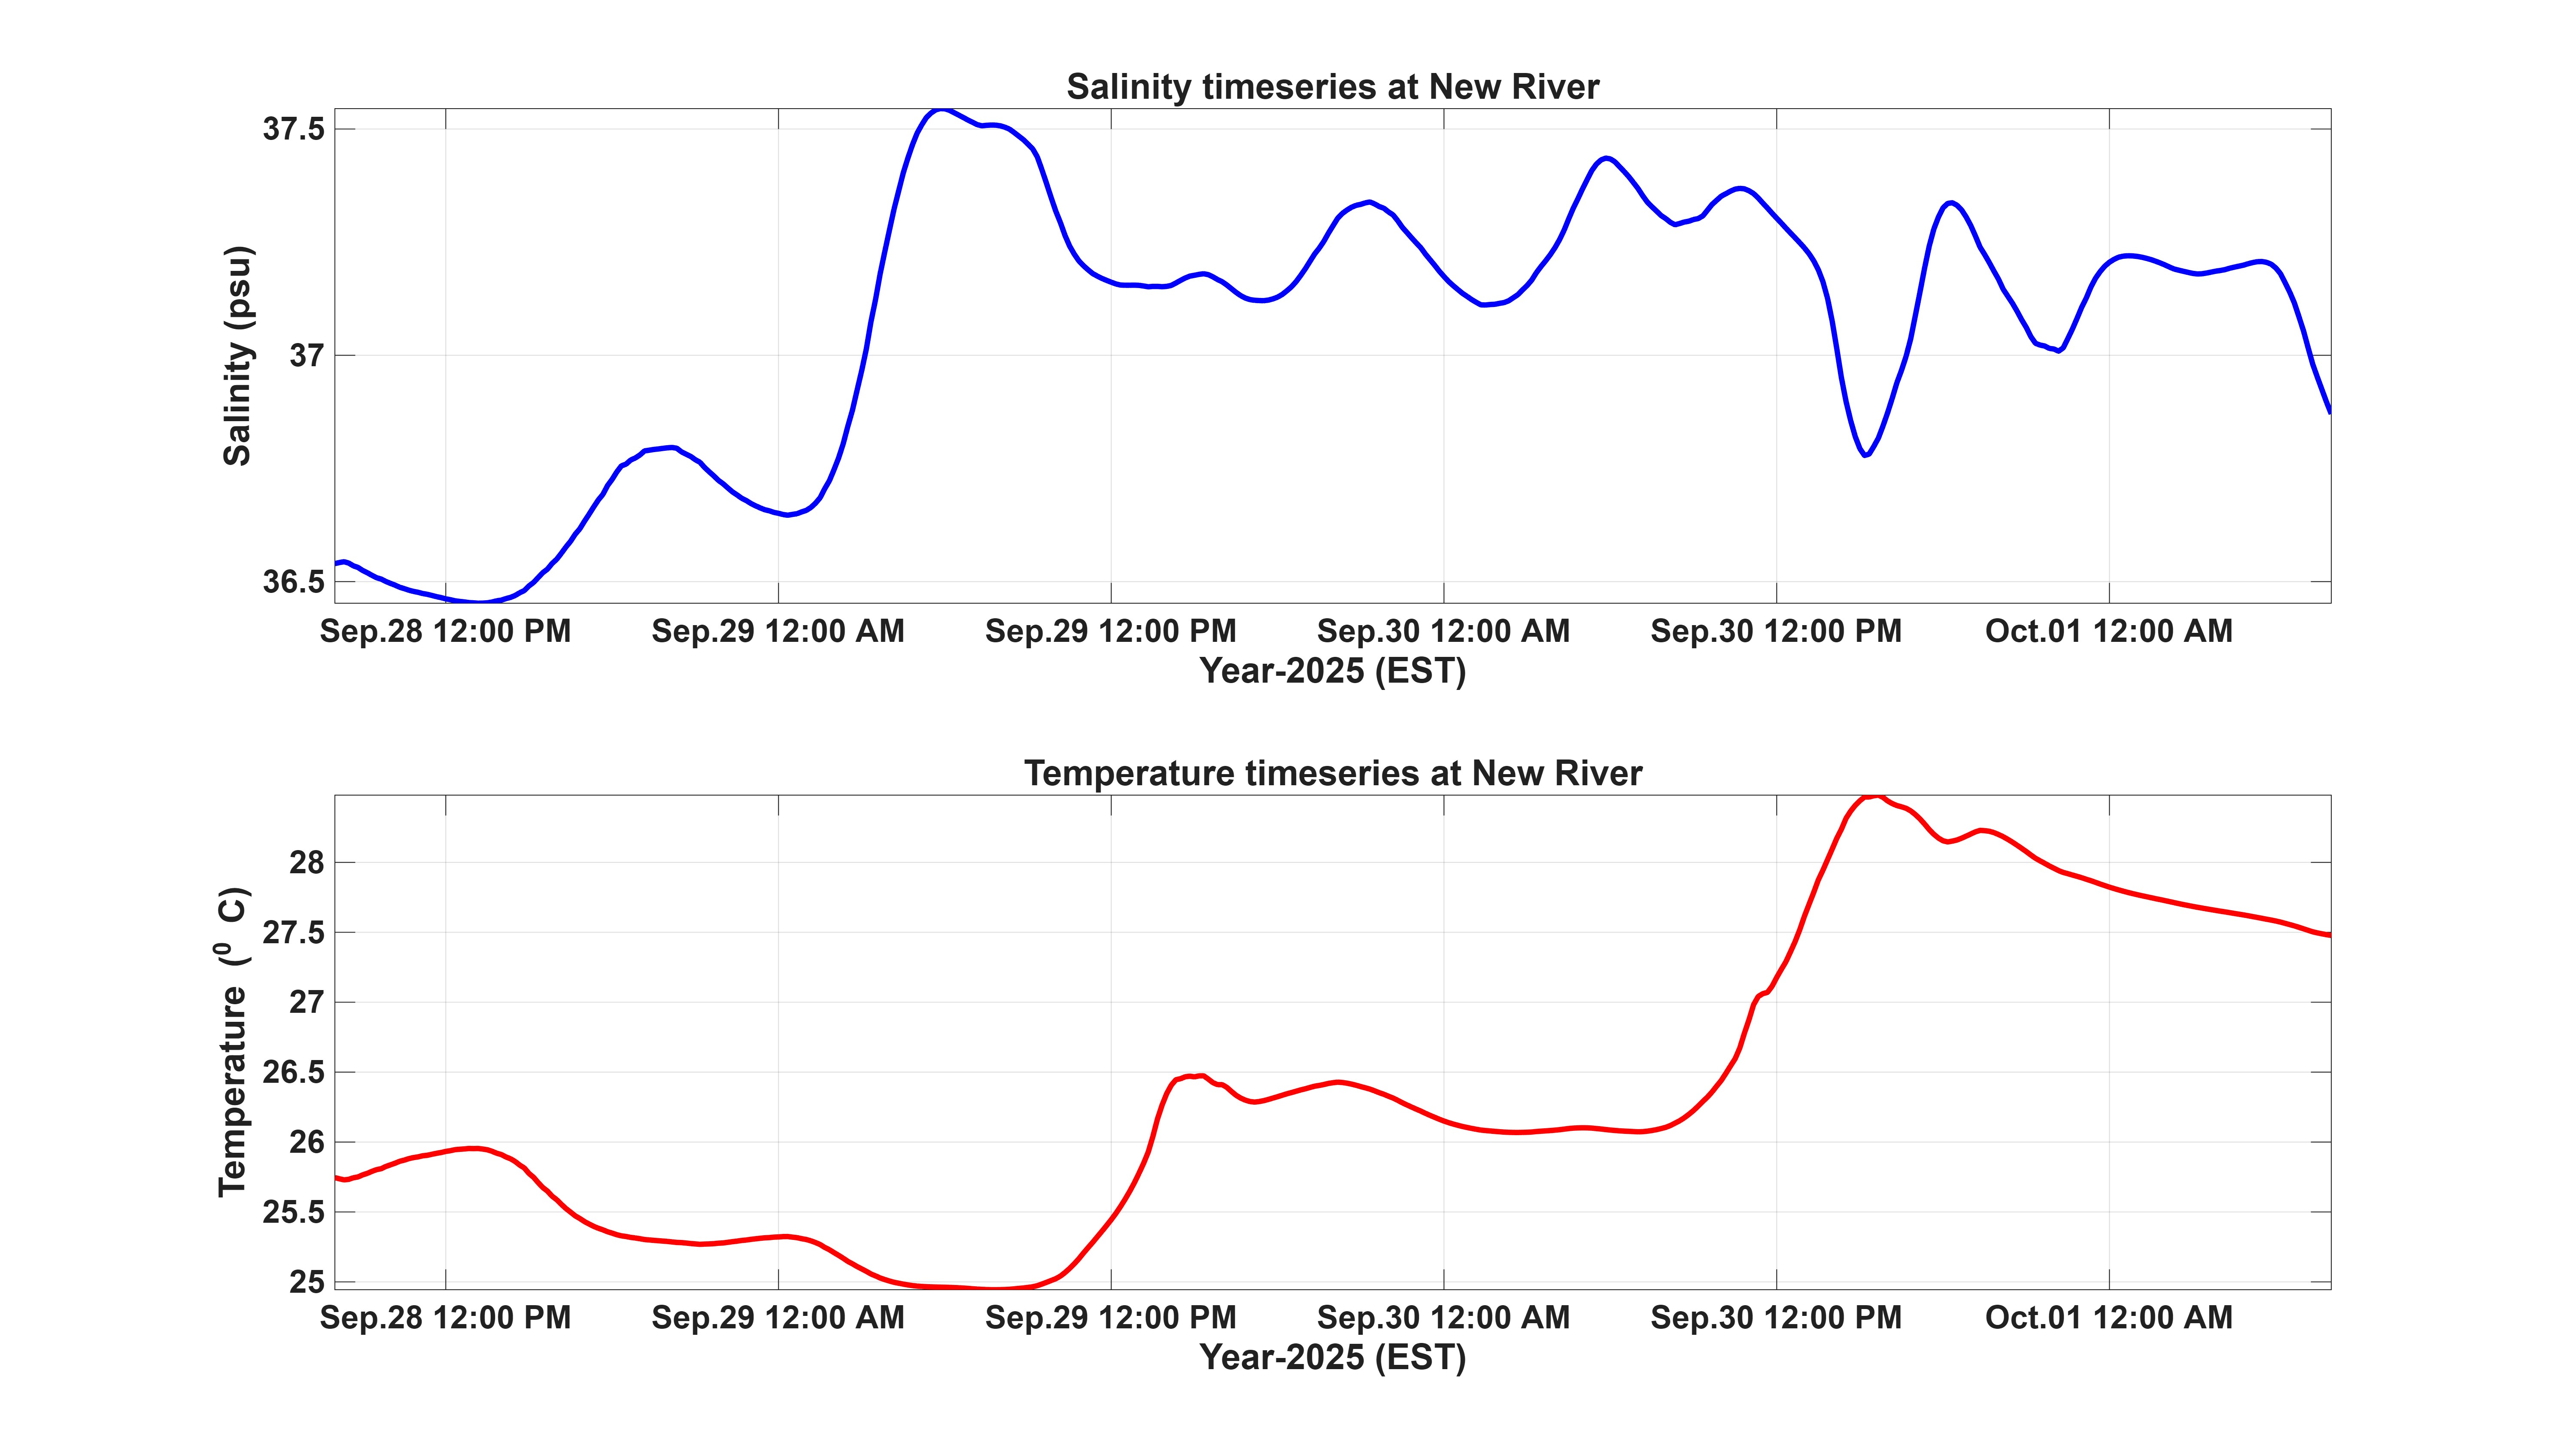 Salinity timeseries at New River
37.5
37
36.5
Salinity (psu)
Sep.28 12:00 PM Sep.29 12:00 AM Sep.29 12:00 PM Sep.30 12:00 AM Sep.30 12:00 PM Oct.01 12:00 AM
Year-2025 (EST)
Temperature timeseries at New River
28
27.5
27
26.5
26
25.5
25
Temperature (⁰ C)
Sep.28 12:00 PM Sep.29 12:00 AM Sep.29 12:00 PM Sep.30 12:00 AM Sep.30 12:00 PM Oct.01 12:00 AM
Year-2025 (EST)